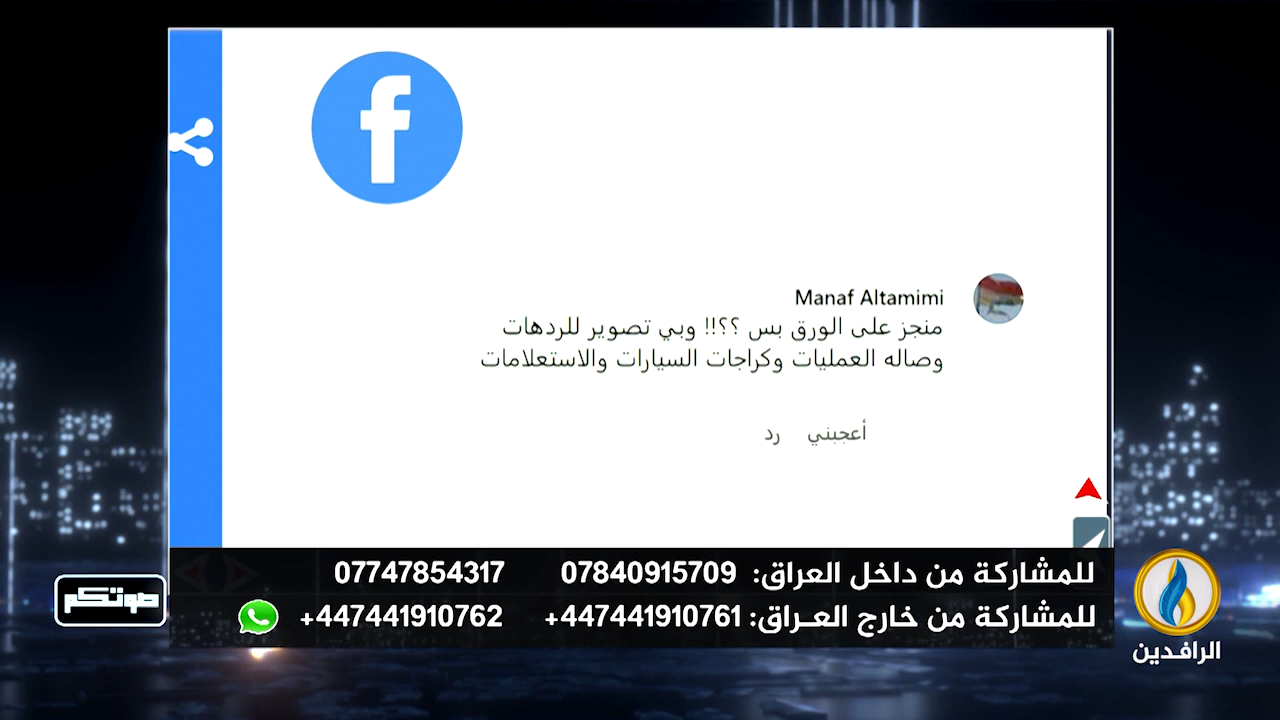 Manaf Altamimi
منجز على الورق بس ؟؟!! وبي تصوير للردهات
وصاله العمليات وكراجات السيارات والاستعلامات
أعجبني رد
للمشاركة من داخل العراق: 07840915709 07747854317
للمشاركة من خارج العـراق: 447441910761+ 447441910762+
صوتكم
الرافدين